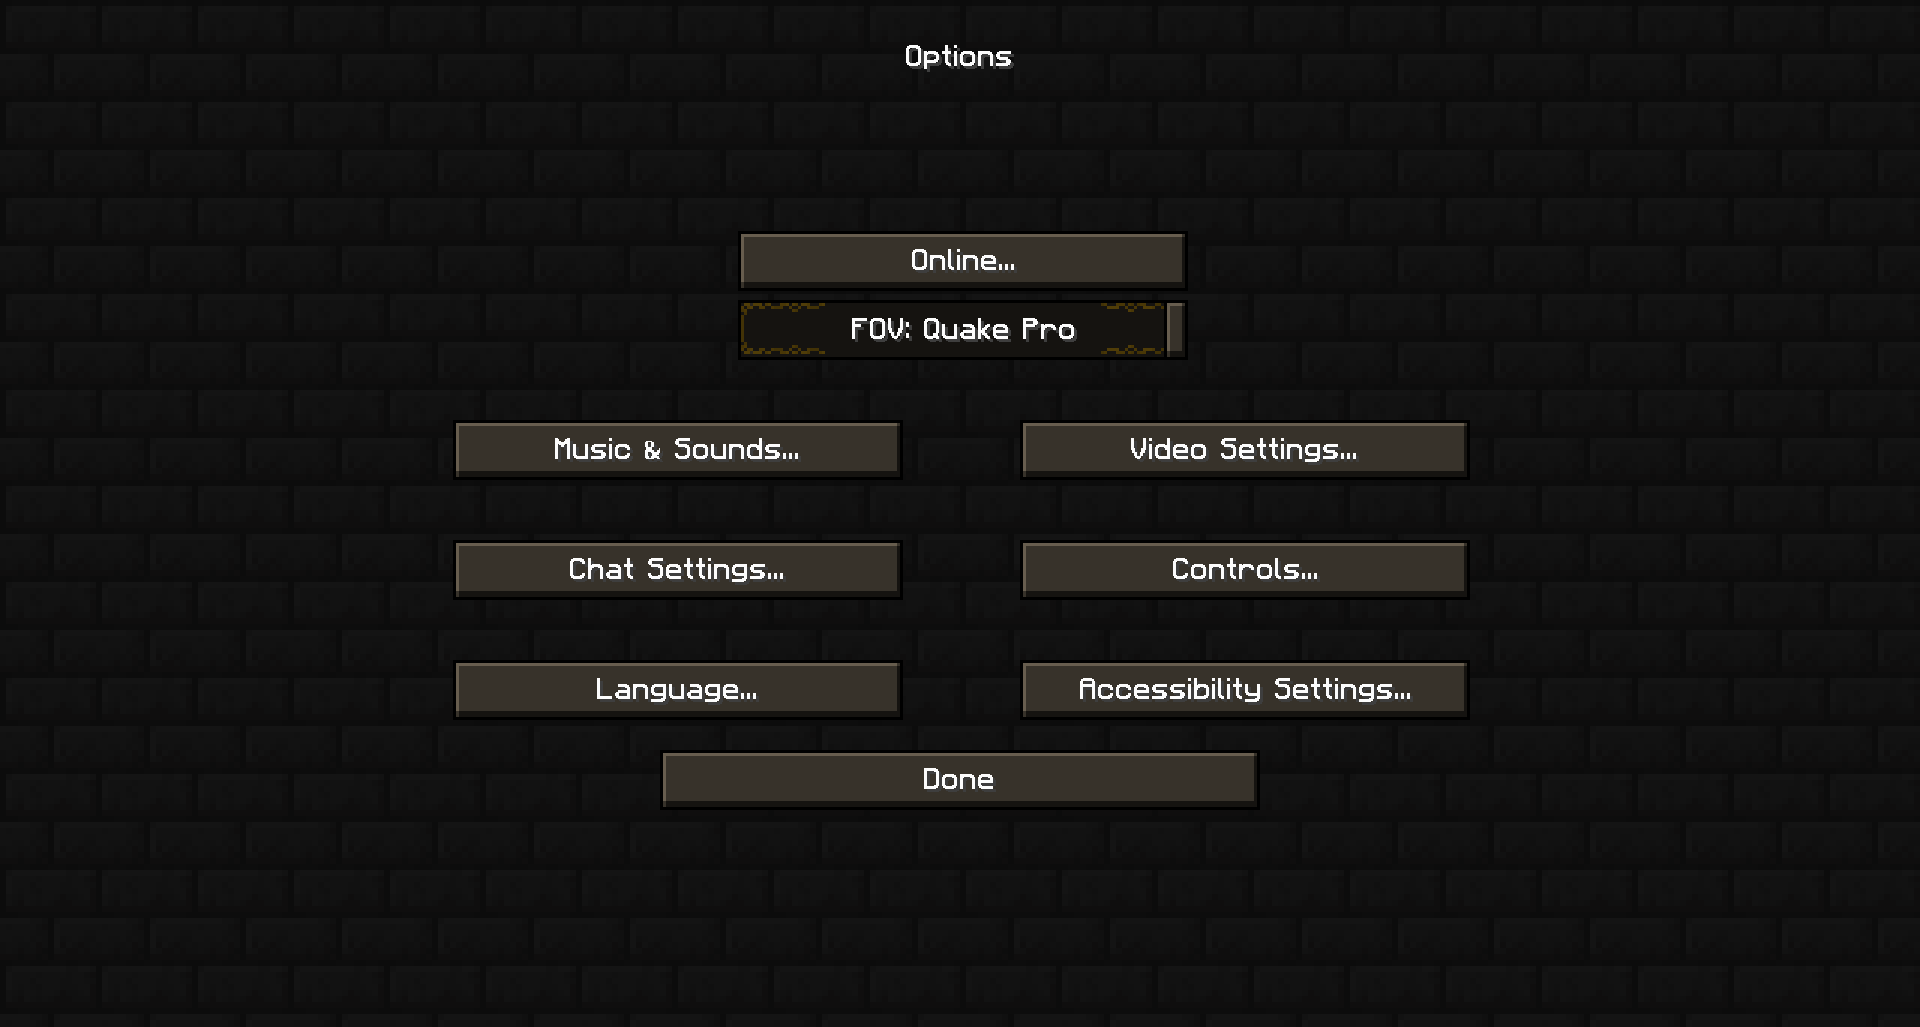 Options
Online...
FOV: Quake Pro
Music & Sounds...
Video Settings...
Chat Settings...
Controls...
Language...
Accessibility Settings...
Done